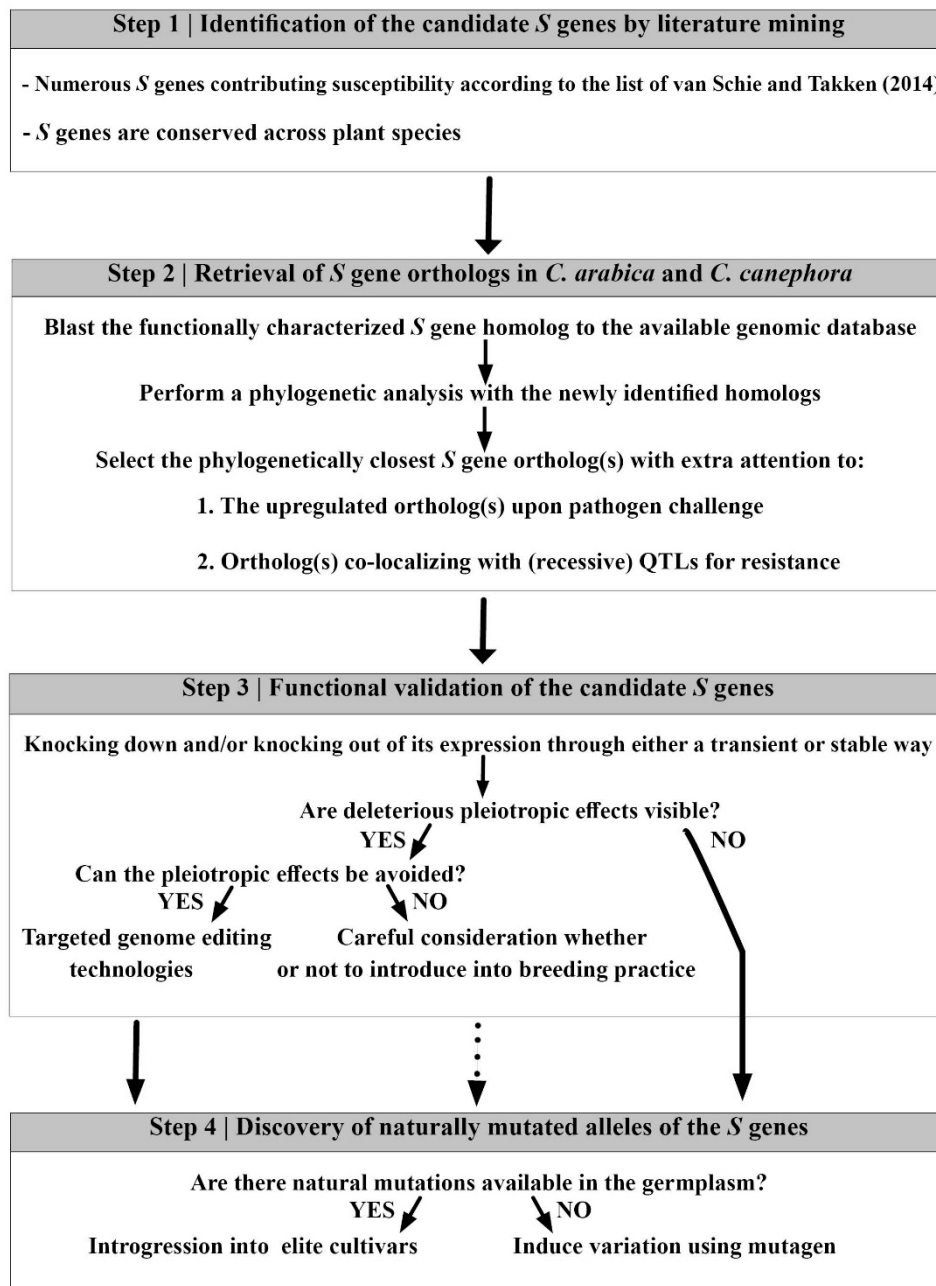 Step 1 | Identification of the candidate S genes by literature mining
- Numerous S genes contributing susceptibility according to the list of van Schie and Takken (2014)
- S genes are conserved across plant species
Step 2 | Retrieval of S gene orthologs in C. arabica and C. canephora
Blast the functionally characterized S gene homolog to the available genomic database
Perform a phylogenetic analysis with the newly identified homologs
Select the phylogenetically closest S gene ortholog(s) with extra attention to:
1. The upregulated ortholog(s) upon pathogen challenge
2. Ortholog(s) co-localizing with (recessive) QTLs for resistance
Step 3 | Functional validation of the candidate S genes
Knocking down and/or knocking out of its expression through either a transient or stable way
Are deleterious pleiotropic effects visible?
YES NO
Can the pleiotropic effects be avoided?
YES NO
Targeted genome editing Careful consideration whether
technologies or not to introduce into breeding practice
Step 4 | Discovery of naturally mutated alleles of the S genes
Are there natural mutations available in the germplasm?
YES NO
Introgression into elite cultivars Induce variation using mutagen